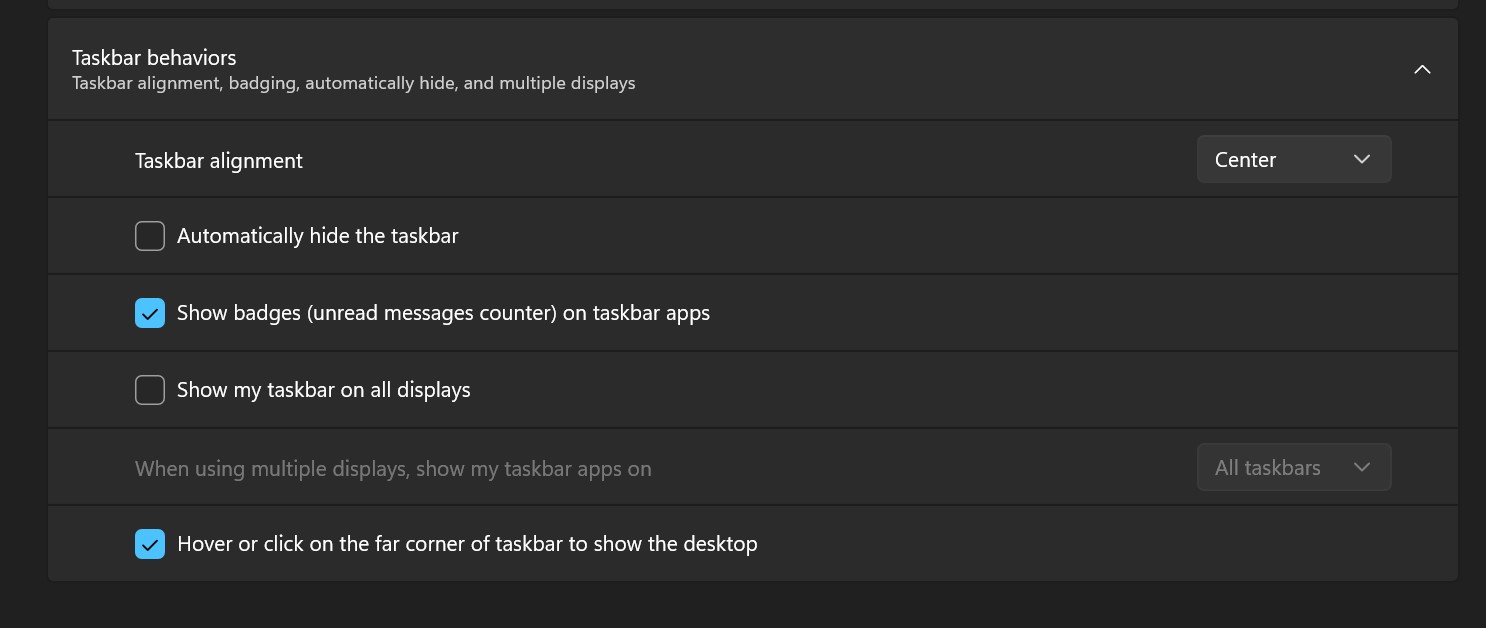 Taskbar behaviors
Taskbar alignment, badging, automatically hide, and multiple displays
Taskbar alignment
Center
Automatically hide the taskbar
Show badges (unread messages counter) on taskbar apps
Show my taskbar on all displays
When using multiple displays, show my taskbar apps on
All taskbars
Hover or click on the far corner of taskbar to show the desktop